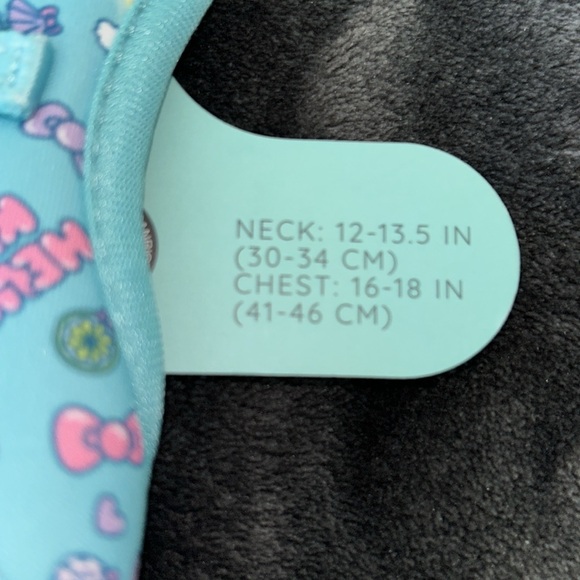 NECK: 12-13.5 IN
(30-34 CM)
CHEST: 16-18 IN
(41-46 CM)